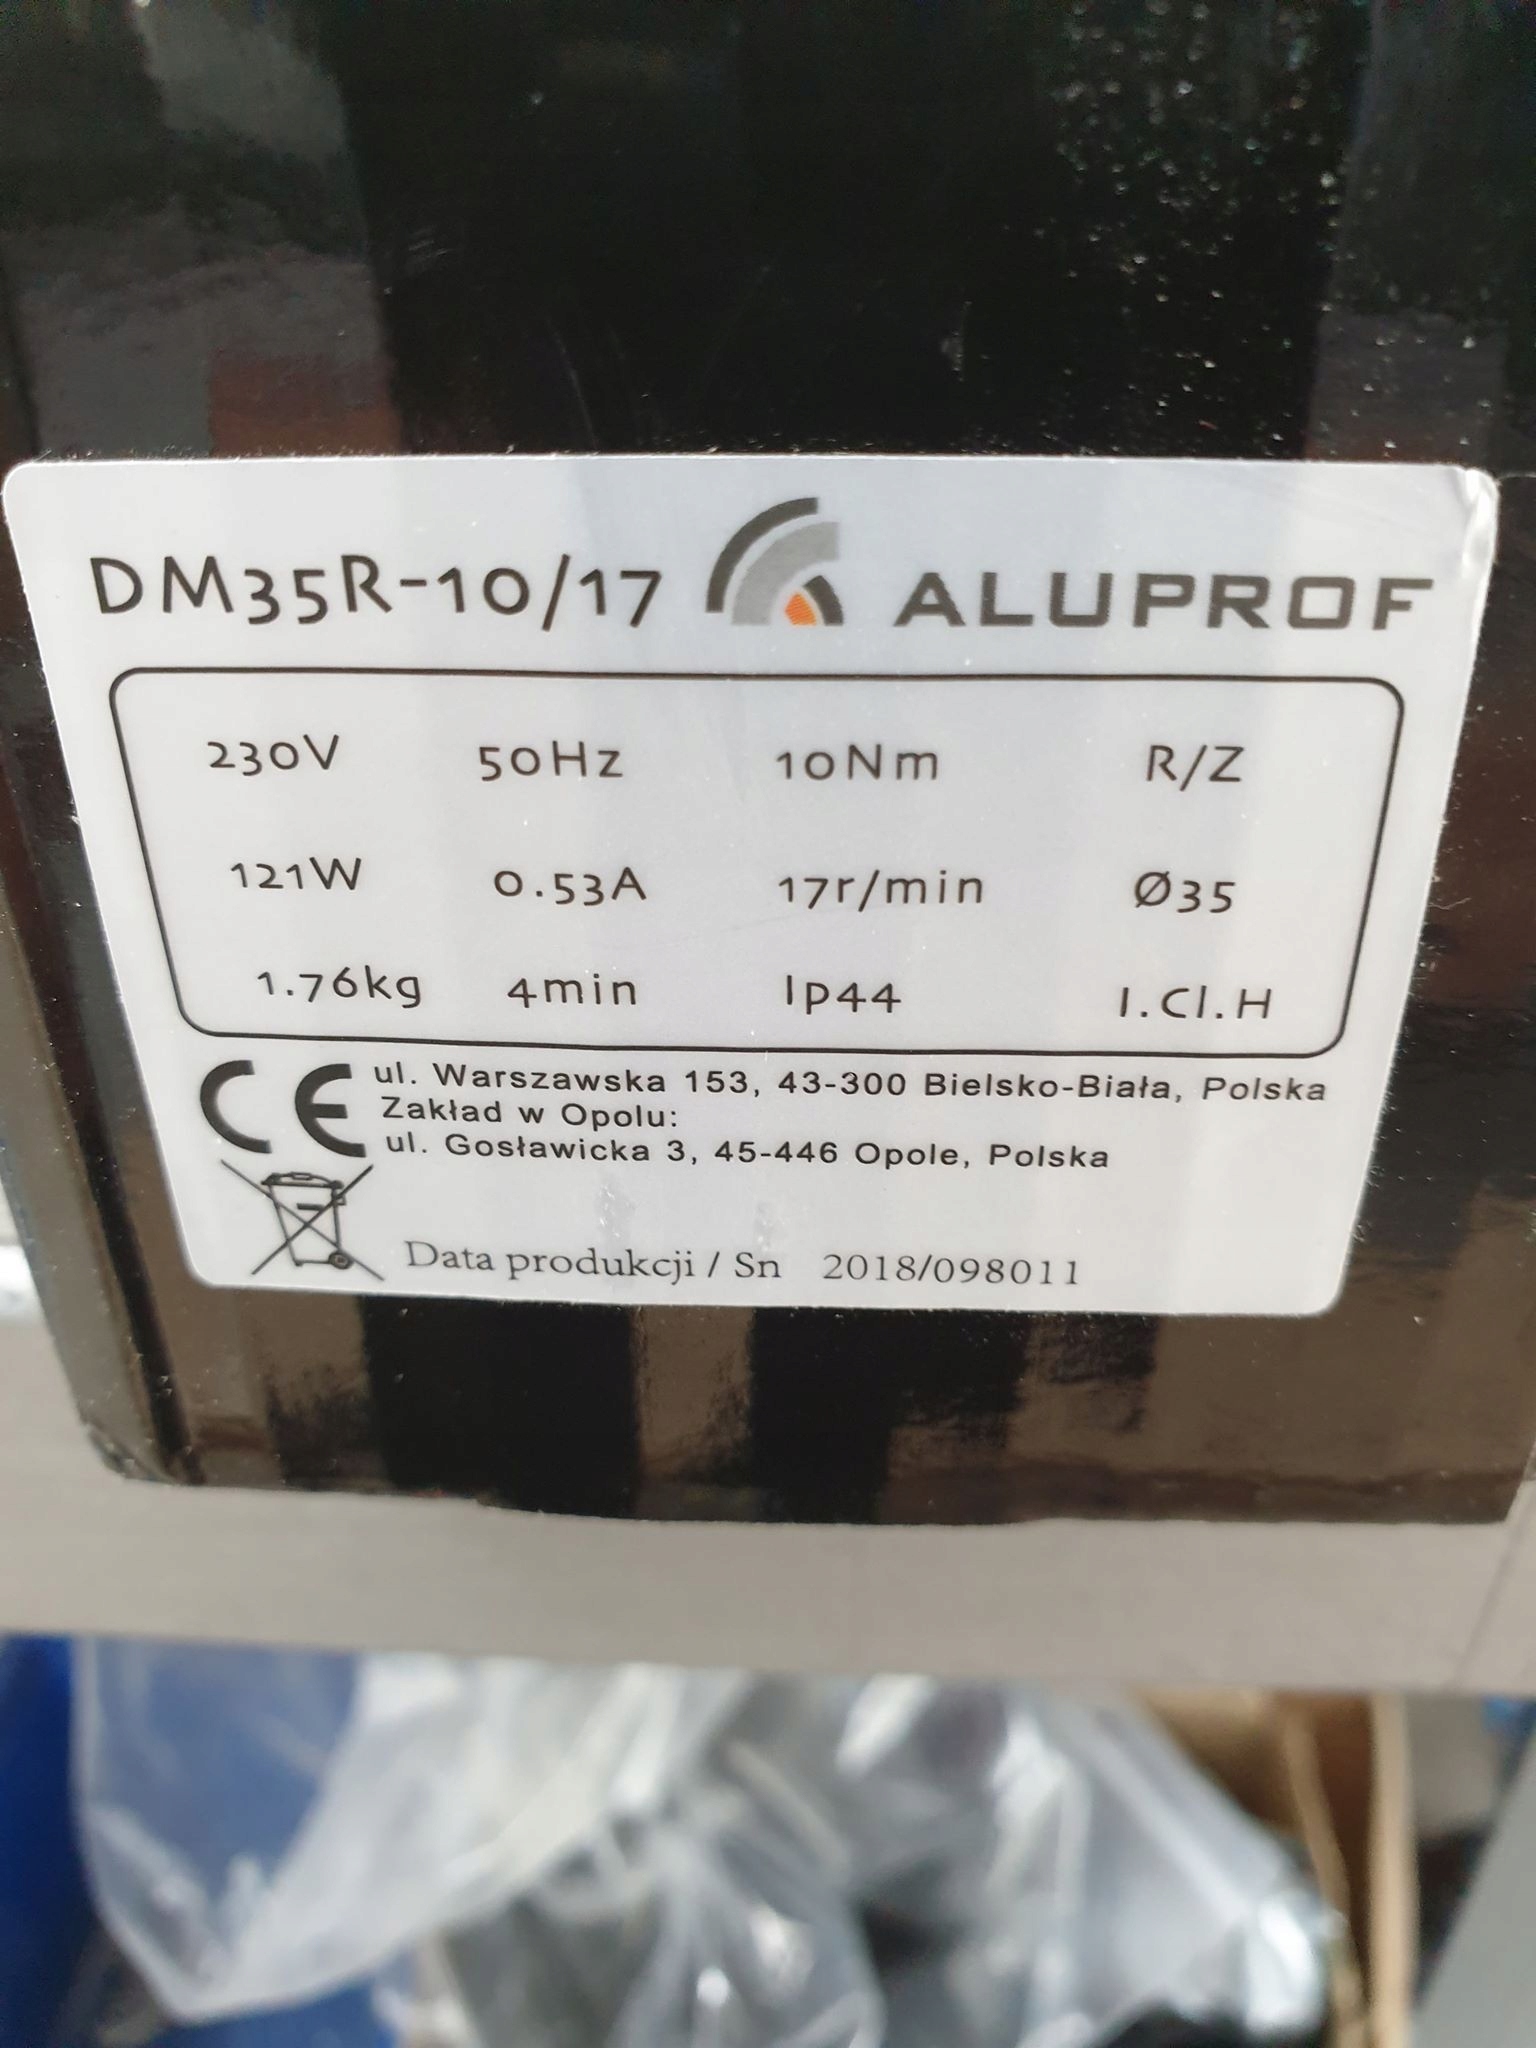 DM35R-10/17 ALUPROF
230V 50Hz 10Nm R/Z
121W 0.53A 17r/min Ø35
1.76kg 4min Ip44 I.Cl.H
CE ul. Warszawska 153, 43-300 Bielsko-Biała, Polska
Zakład w Opolu:
ul. Gosławicka 3, 45-446 Opole, Polska
Data produkcji / Sn 2018/098011